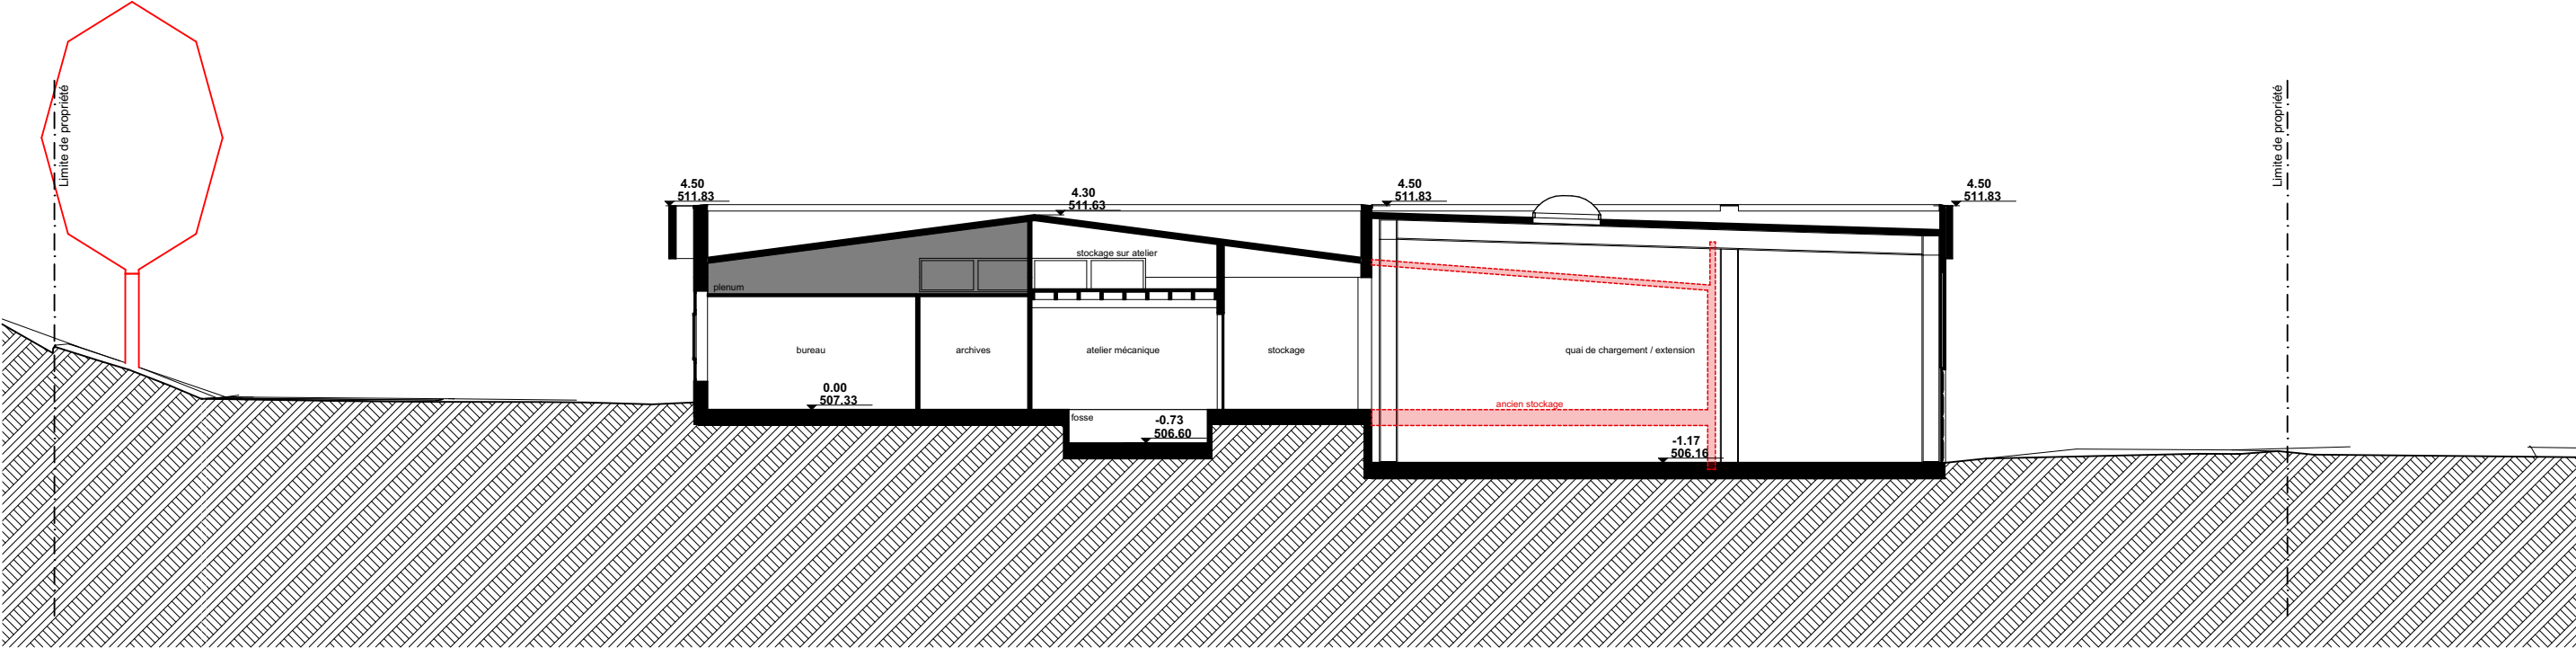 Limite de propriété
Limite de propriété
4.50
511.83
4.30
511.63
4.50
511.83
4.50
511.83
stockage sur atelier
plenum
bureau
archives
atelier mécanique
stockage
quai de chargement / extension
0.00
507.33
ancien stockage
fosse
-0.73
506.60
-1.17
506.16